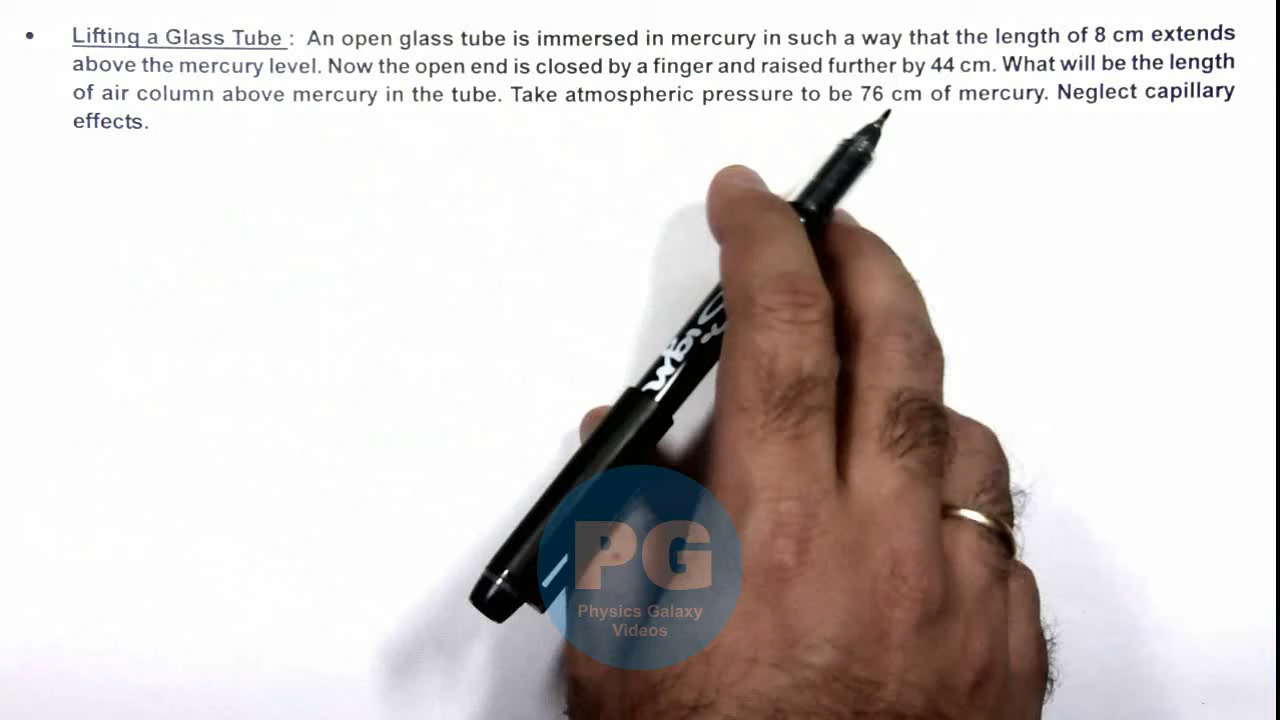 • Lifting a Glass Tube : An open glass tube is immersed in mercury in such a way that the length of 8 cm extends
above the mercury level. Now the open end is closed by a finger and raised further by 44 cm. What will be the length
of air column above mercury in the tube. Take atmospheric pressure to be 76 cm of mercury. Neglect capillary
effects.
PG
Physics Galaxy
Videos